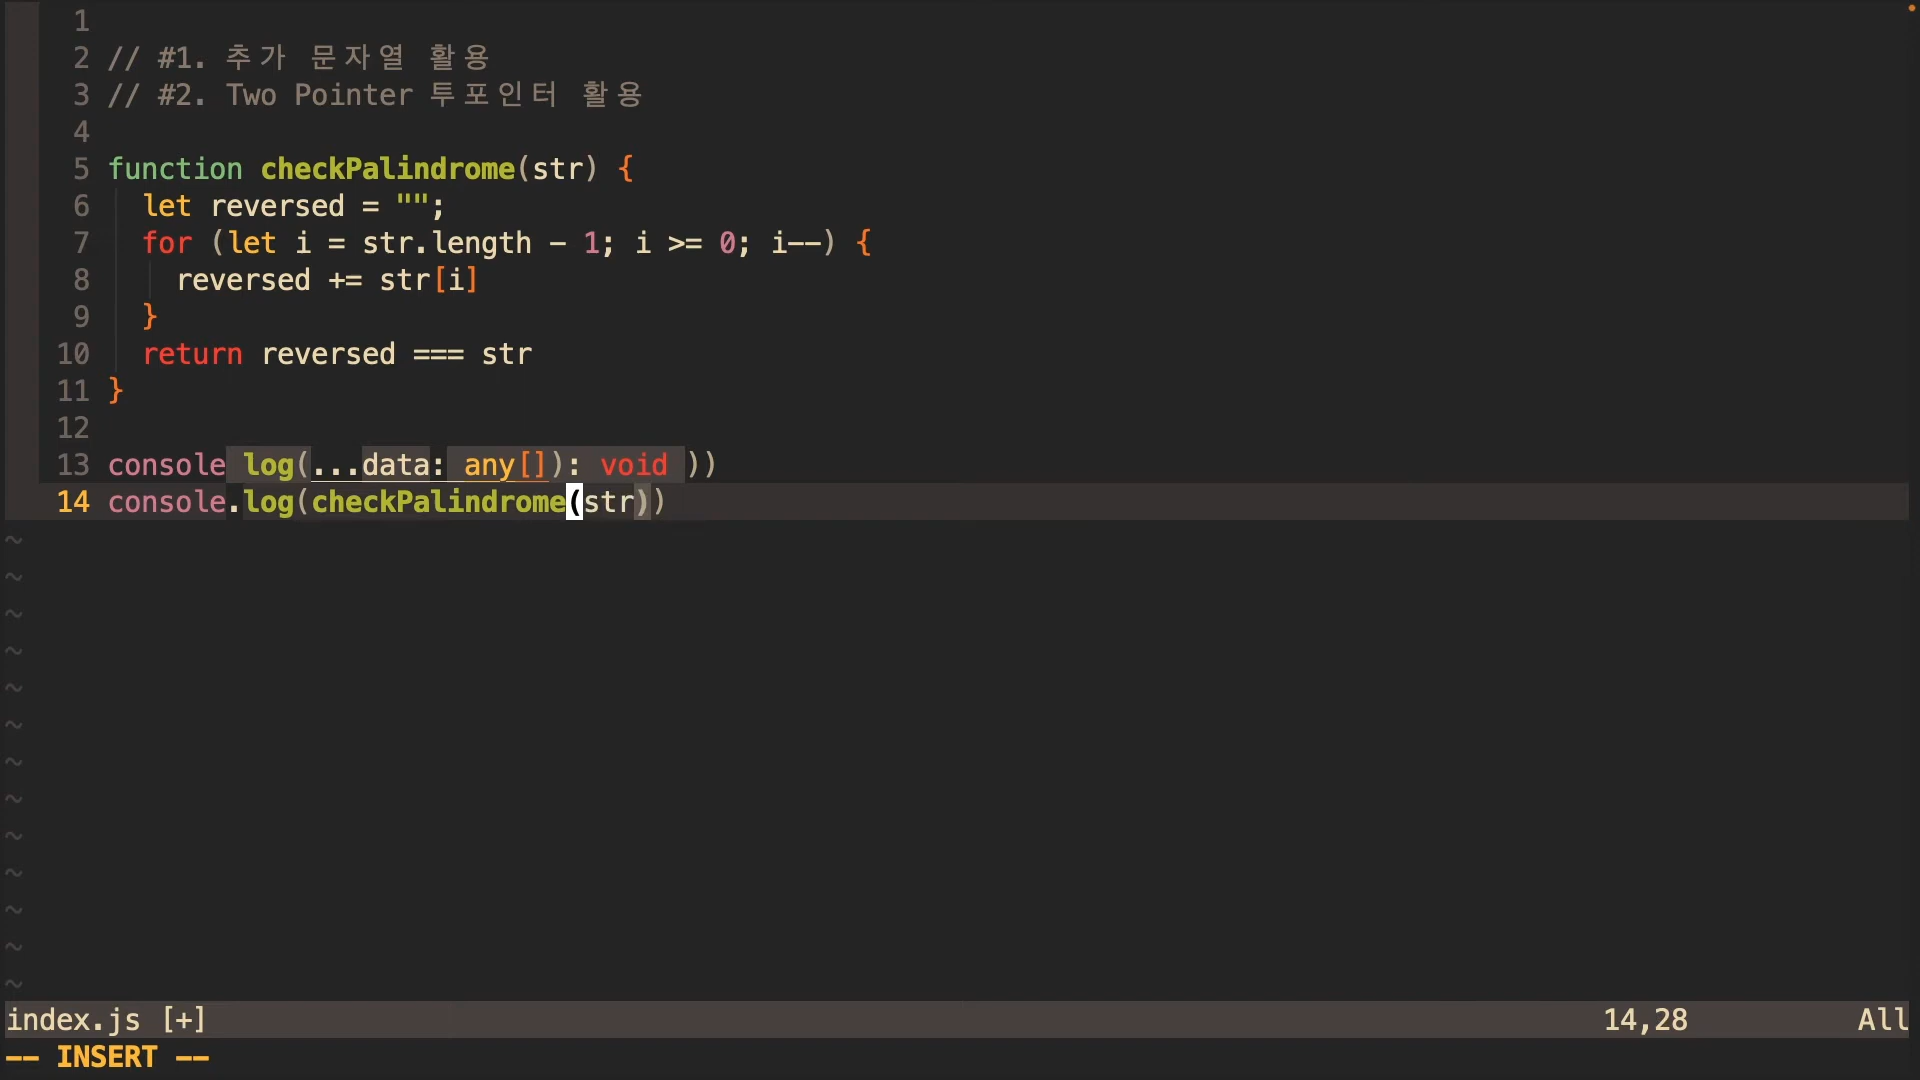 1
2 // #1. 추가 문자열 활용
3 // #2. Two Pointer 투포인터 활용
4
5 function checkPalindrome(str) {
6 let reversed = "";
7 for (let i = str.length - 1; i >= 0; i--) {
8 reversed += str[i]
9 }
10 return reversed === str
11 }
12
13 console log(...data: any[]): void ))
14 console.log(checkPalindrome(str))
~
~
~
~
~
~
~
~
~
~
~
~
~
index.js [+] 14,28 All
-- INSERT --